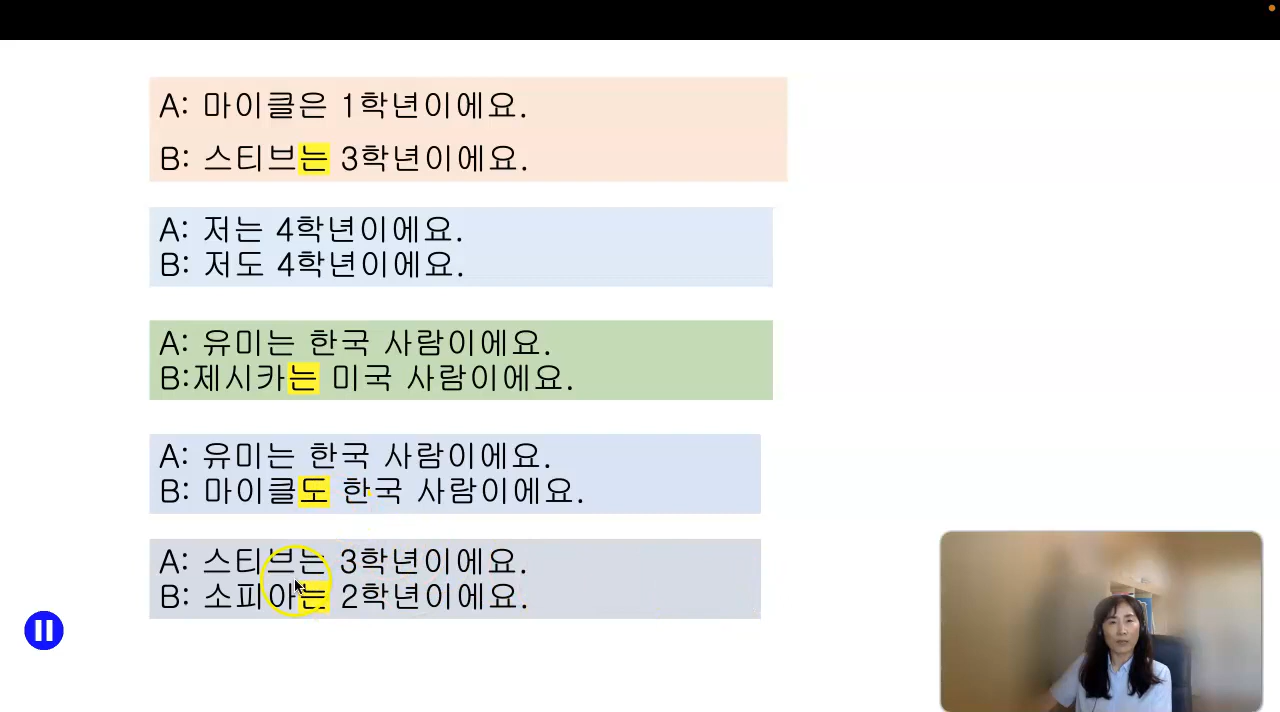 A: 마이클은 1학년이에요.
B: 스티브는 3학년이에요.
A: 저는 4학년이에요.
B: 저도 4학년이에요.
A: 유미는 한국 사람이에요.
B:제시카는 미국 사람이에요.
A: 유미는 한국 사람이에요.
B: 마이클도 한국 사람이에요.
A: 스티브는 3학년이에요.
B: 소피아는 2학년이에요.